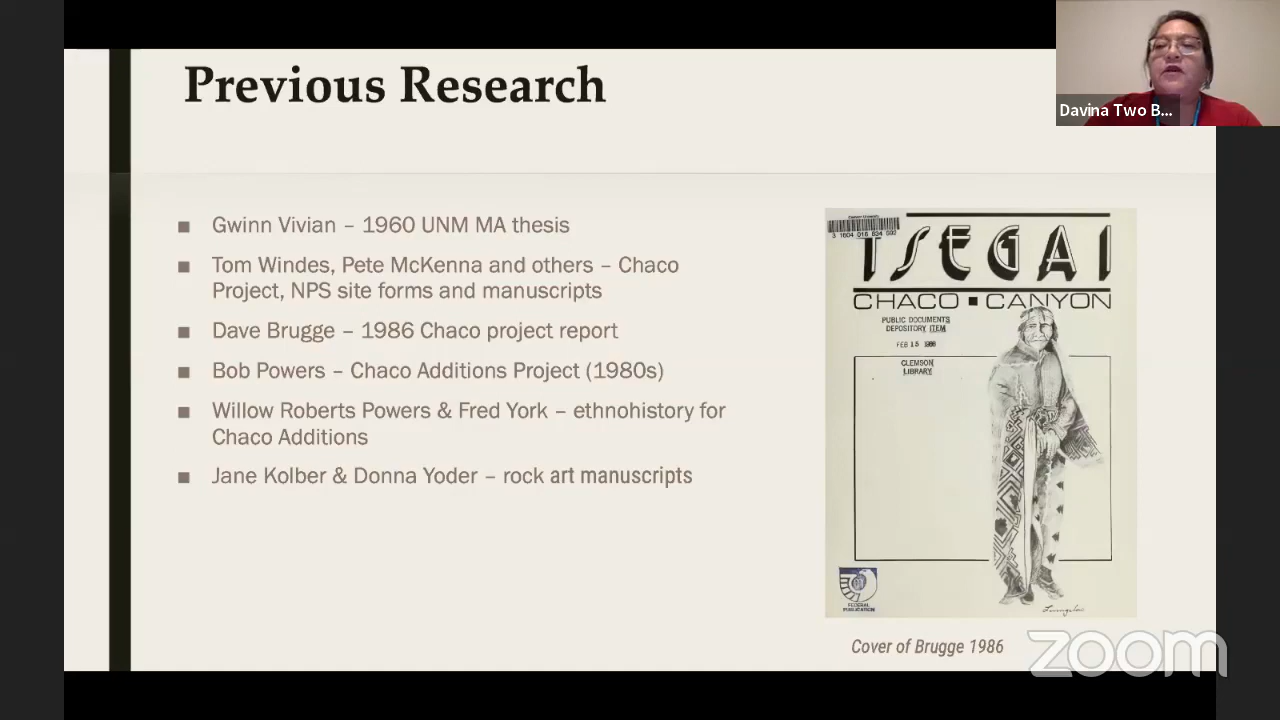 Previous Research
Davina Two B...
Gwinn Vivian – 1960 UNM MA thesis
Tom Windes, Pete McKenna and others – Chaco
Project, NPS site forms and manuscripts
Dave Brugge – 1986 Chaco project report
Bob Powers – Chaco Additions Project (1980s)
Willow Roberts Powers & Fred York – ethnohistory for
Chaco Additions
Jane Kolber & Donna Yoder – rock art manuscripts
TSEGAI
CHACO ■ CANYON
PUBLIC DOCUMENTS
DEPOSITORY ITEM
FEB 15 1986
CLEMSON
LIBRARY
FEDERAL
PUBLICATION
Cover of Brugge 1986
zoom